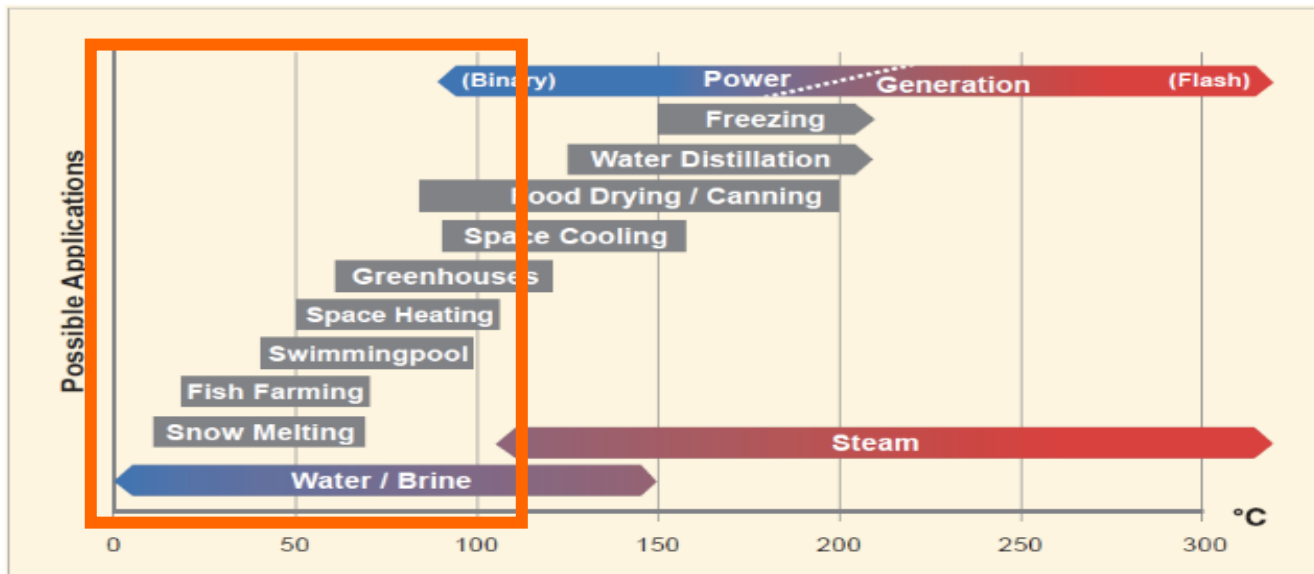 (Binary) Power Generation (Flash)
Freezing
Water Distillation
Food Drying / Canning
Space Cooling
Greenhouses
Space Heating
Swimmingpool
Fish Farming
Snow Melting
Steam
Water / Brine
Possible Applications
°C
0 50 100 150 200 250 300